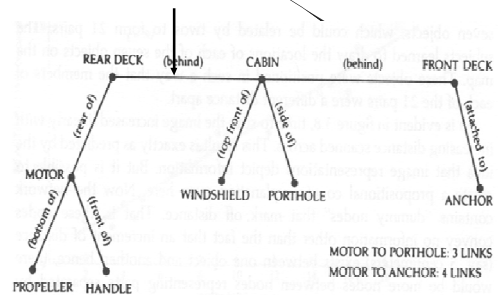 REAR DECK
(behind)
CABIN
(behind)
FRONT DECK
(rear of)
(top front of)
(side of)
(attached to)
MOTOR
WINDSHIELD
PORTHOLE
ANCHOR
(bottom of)
(front of)
MOTOR TO PORTHOLE: 3 LINKS
MOTOR TO ANCHOR: 4 LINKS
PROPELLER
HANDLE